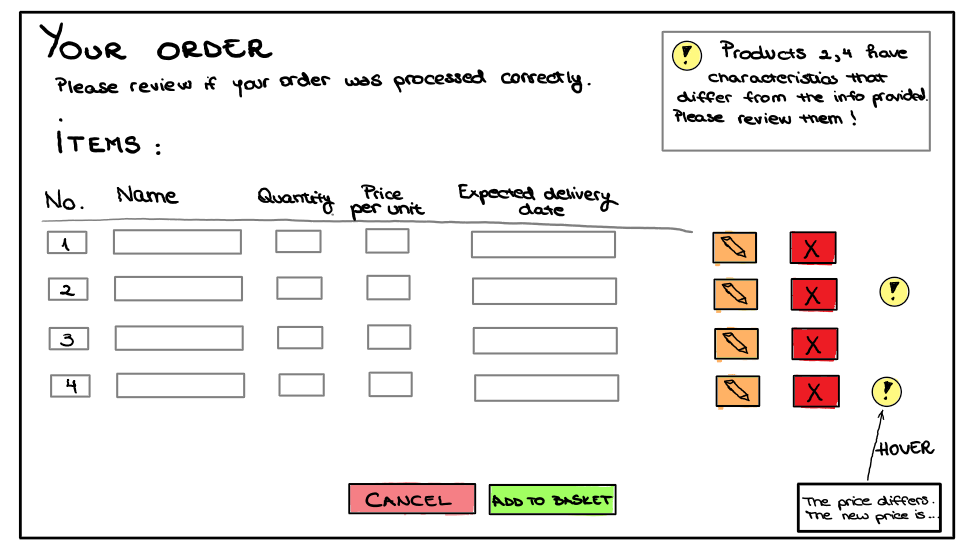 YOUR ORDER
Please review if your order was processed correctly.
ITEMS :
! Products 2,4 have
characteristics that
differ from the info provided.
Please review them !
No. Name Quantity Price per unit Expected delivery date
1 X
2 X !
3 X
4 X !
HOVER
CANCEL ADD TO BASKET
The price differs.
The new price is...